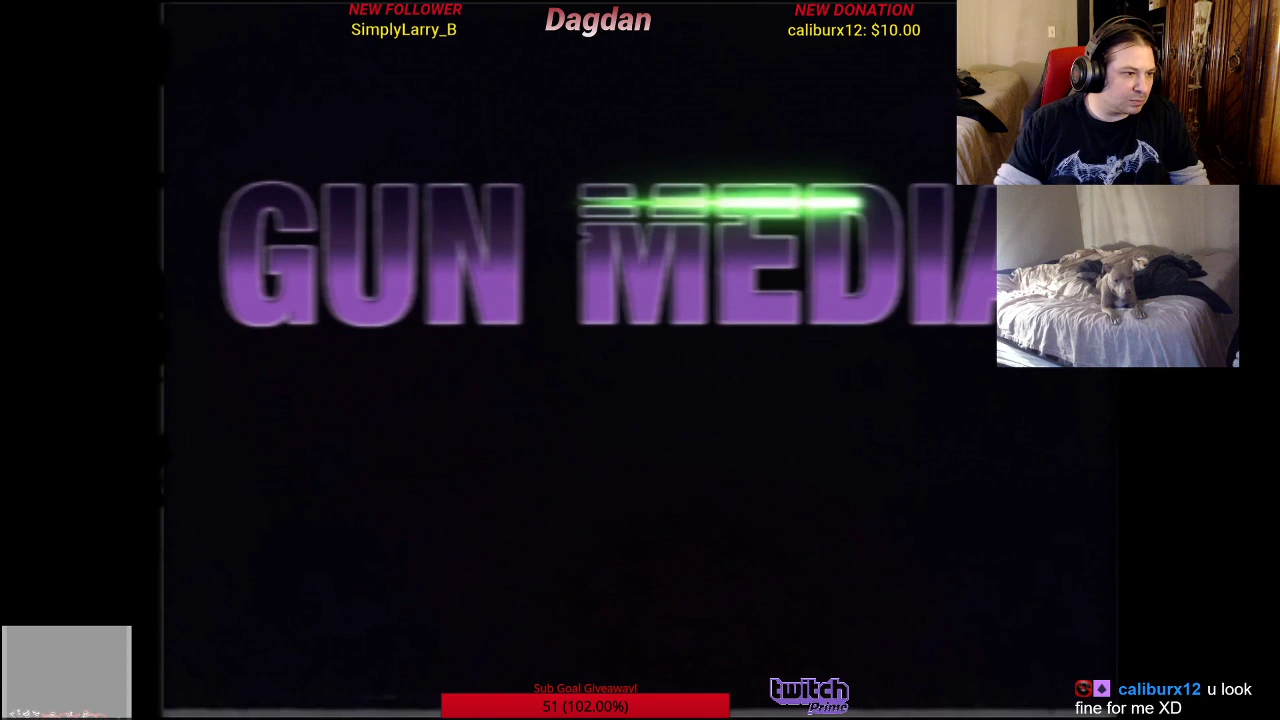 NEW FOLLOWER
SimplyLarry_B
Dagdan
NEW DONATION
caliburx12: $10.00
GUN MEDIA
Sub Goal Giveaway!
51 (102.00%)
twitch
Prime
caliburx12 u look
fine for me XD